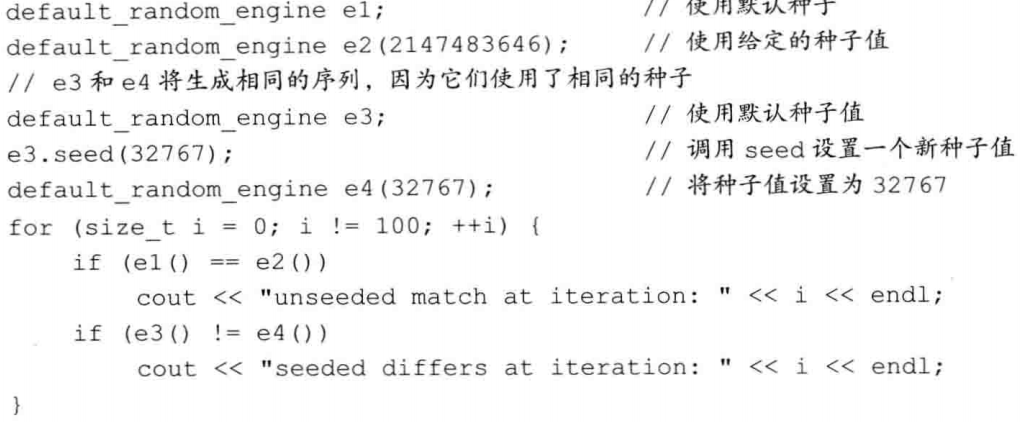 default_random_engine e1; // 使用默认种子
default_random_engine e2(2147483646); // 使用给定的种子值
// e3 和 e4 将生成相同的序列，因为它们使用了相同的种子
default_random_engine e3; // 使用默认种子值
e3.seed(32767); // 调用 seed 设置一个新种子值
default_random_engine e4(32767); // 将种子值设置为 32767
for (size_t i = 0; i != 100; ++i) {
if (e1() == e2())
cout << "unseeded match at iteration: " << i << endl;
if (e3() != e4())
cout << "seeded differs at iteration: " << i << endl;
}